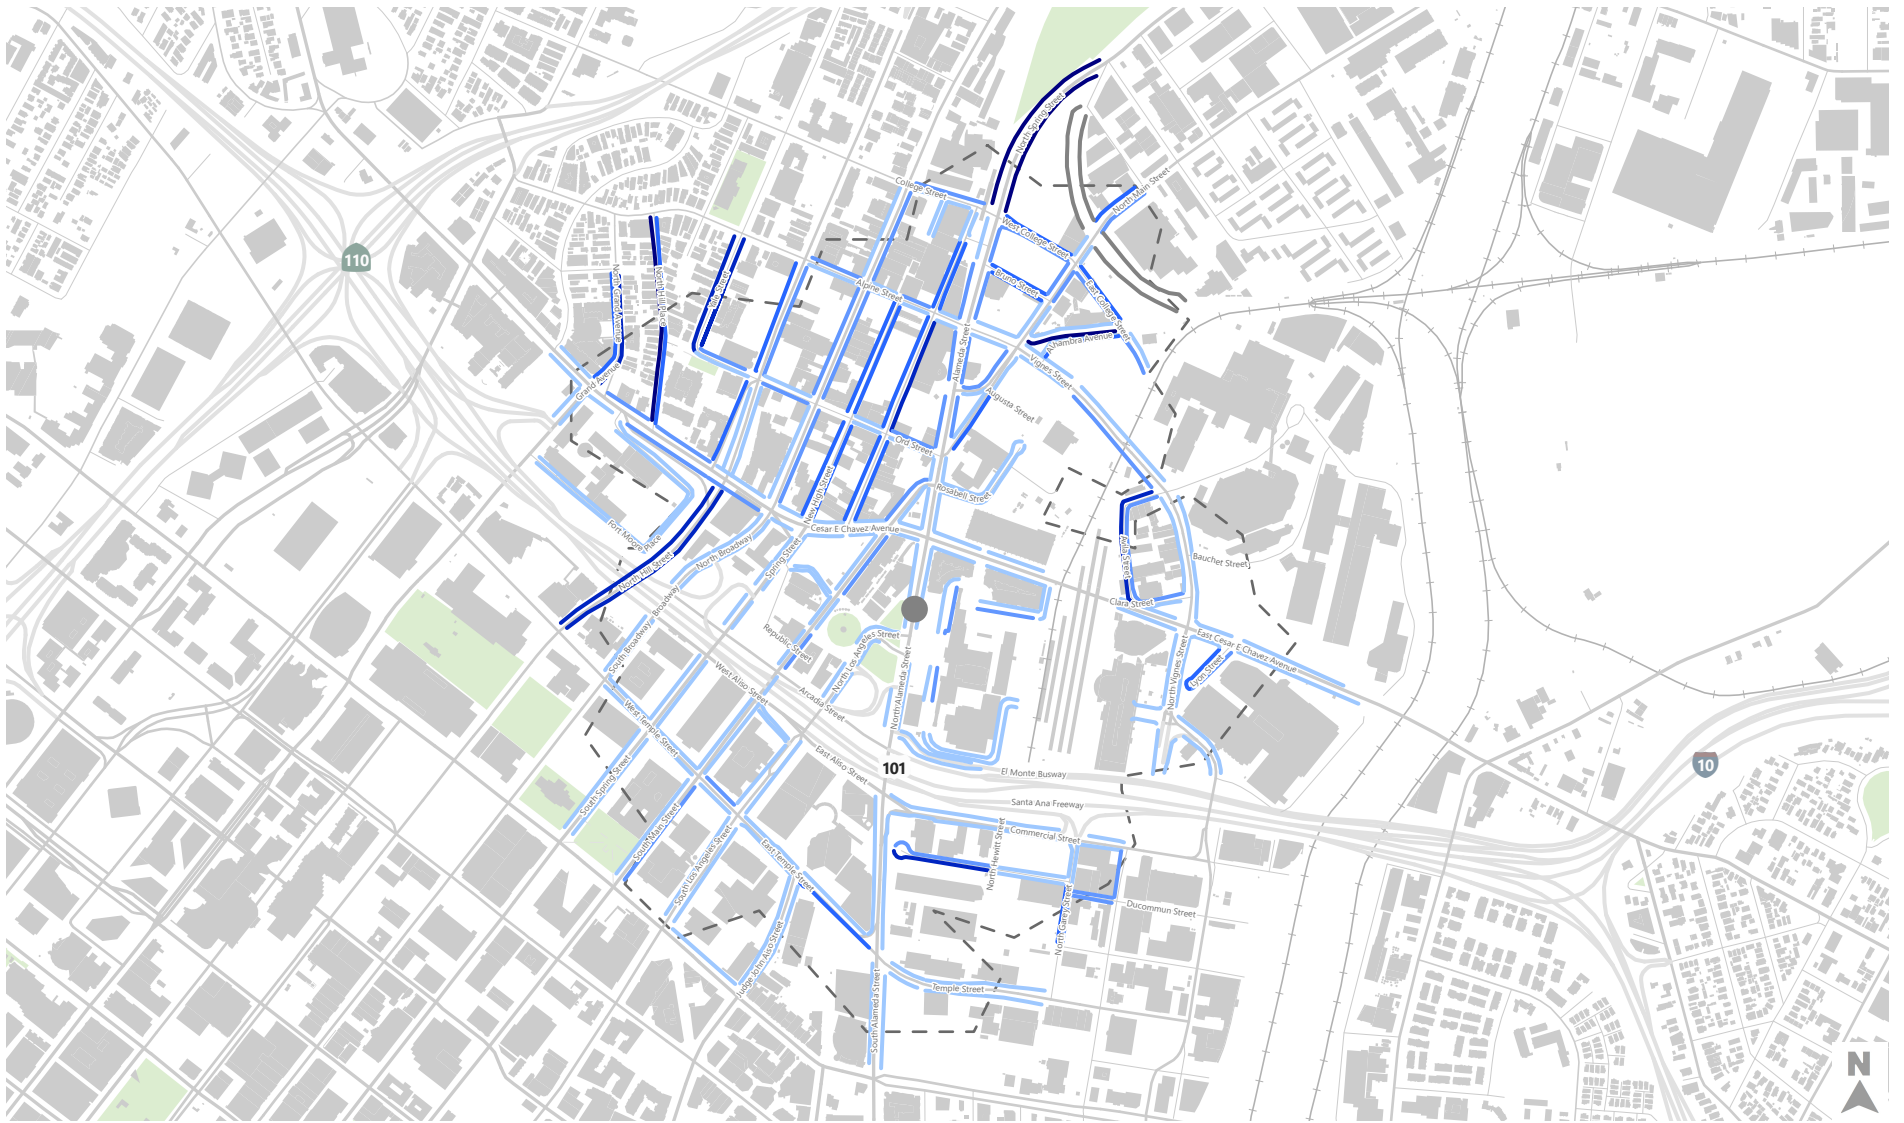 North Spring Street
College Street
North Main Street
West College Street
110
North Grand Avenue
North Hill Place
Yale Street
Alpine Street
Bruno Street
East College Street
Alameda Street
Alhambra Avenue
Vignes Street
Grand Avenue
Augusta Street
Ord Street
New High Street
Rosabell Street
Fort Moore Place
Cesar E Chavez Avenue
North Broadway
Spring Street
North Hill Street
Avila Street
Bauchet Street
Clara Street
South Broadway
Broadway
Republic Street
North Los Angeles Street
East Cesar E Chavez Avenue
North Vignes Street
Lyon Street
West Aliso Street
Arcadia Street
North Alameda Street
West Temple Street
East Aliso Street
101
El Monte Busway
10
South Spring Street
Santa Ana Freeway
South Main Street
Commercial Street
North Hewitt Street
South Los Angeles Street
East Temple Street
North Garey Street
Ducommun Street
Judge John Aiso Street
Temple Street
South Alameda Street
N